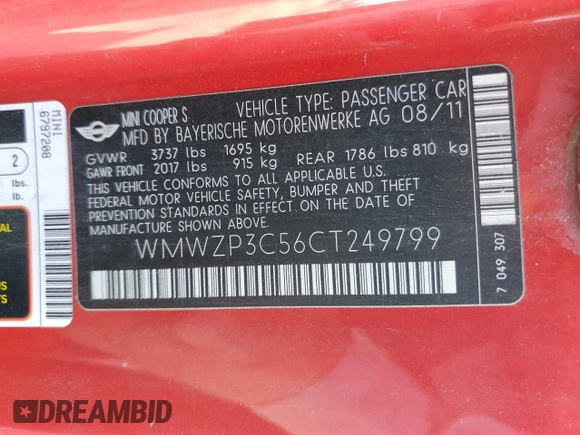 MINI COOPER S
VEHICLE TYPE: PASSENGER CAR
MFD BY BAYERISCHE MOTORENWERKE AG 08/11
GVWR 3737 lbs 1695 kg
GAWR FRONT 2017 lbs 915 kg REAR 1786 lbs 810 kg
THIS VEHICLE CONFORMS TO ALL APPLICABLE U.S.
FEDERAL MOTOR VEHICLE SAFETY, BUMPER AND THEFT
PREVENTION STANDARDS IN EFFECT ON THE DATE OF
MANUFACTURE SHOWN ABOVE.
WMWZP3C56CT249799
7 049 307
MINI
6797208
2
lbs.
lb.
DREAMBID